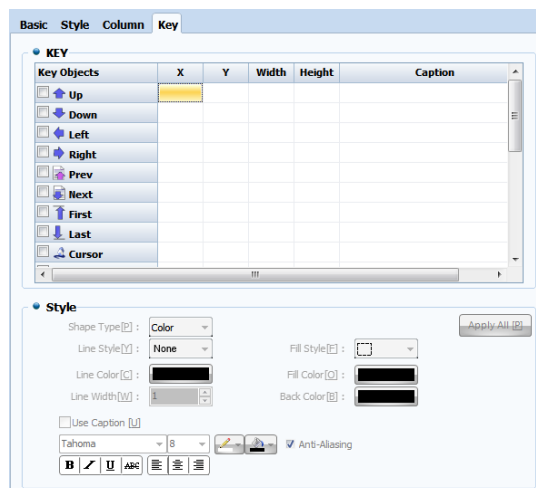 Basic Style Column Key
KEY
Key Objects X Y Width Height Caption
Up
Down
Left
Right
Prev
Next
First
Last
Cursor
Style
Shape Type[P] : Color Apply All [P]
Line Style[Y] : None Fill Style[F] :
Line Color[C] : Fill Color[O] :
Line Width[W] : 1 Back Color[B] :
Use Caption [U]
Tahoma 8 Anti-Aliasing
B I U ABC